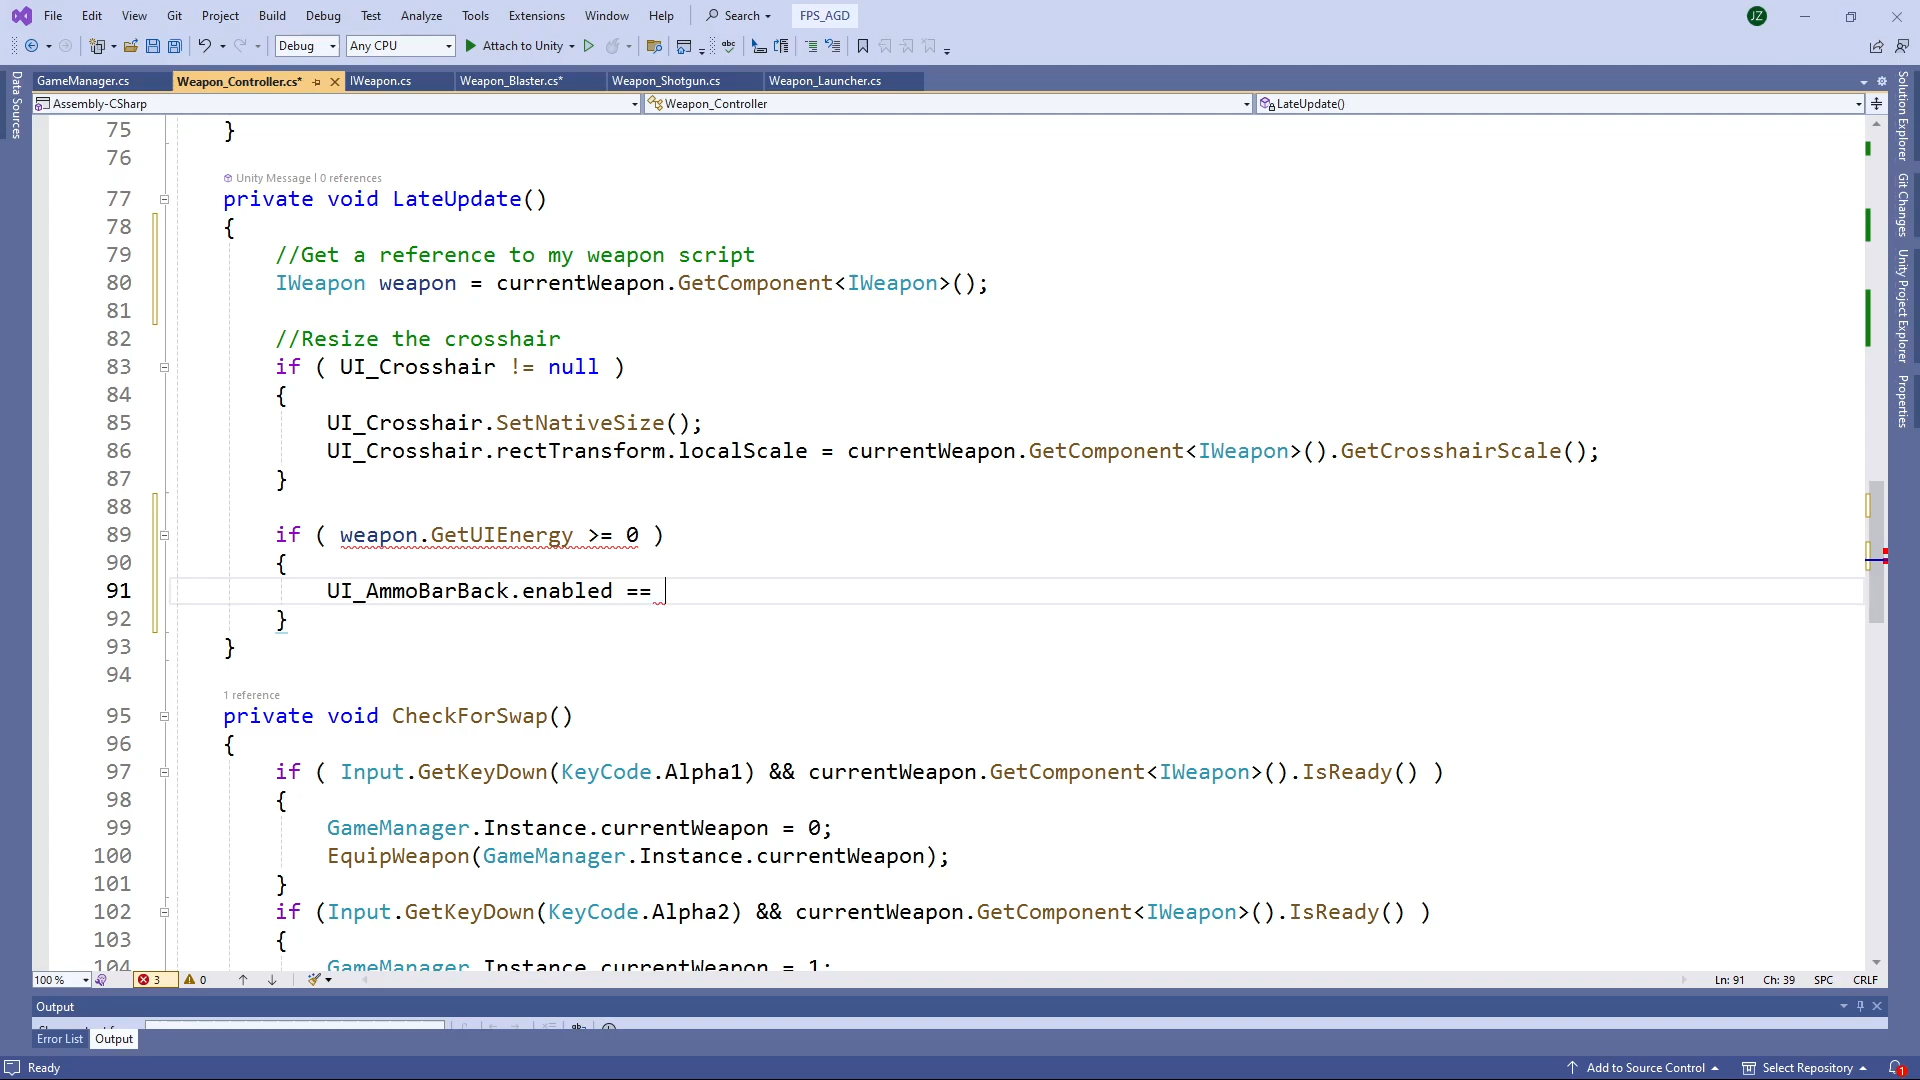 File Edit View Git Project Build Debug Test Analyze Tools Extensions Window Help Search FPS_AGD JZ
Debug Any CPU Attach to Unity
GameManager.cs Weapon_Controller.cs* IWeapon.cs Weapon_Blaster.cs* Weapon_Shotgun.cs Weapon_Launcher.cs
Assembly-CSharp Weapon_Controller LateUpdate()
Data Sources
Solution Explorer
Git Changes
Unity Project Explorer
Properties
75 }
76
Unity Message | 0 references
77 private void LateUpdate()
78 {
79 //Get a reference to my weapon script
80 IWeapon weapon = currentWeapon.GetComponent<IWeapon>();
81
82 //Resize the crosshair
83 if ( UI_Crosshair != null )
84 {
85 UI_Crosshair.SetNativeSize();
86 UI_Crosshair.rectTransform.localScale = currentWeapon.GetComponent<IWeapon>().GetCrosshairScale();
87 }
88
89 if ( weapon.GetUIEnergy >= 0 )
90 {
91 UI_AmmoBarBack.enabled ==
92 }
93 }
94
1 reference
95 private void CheckForSwap()
96 {
97 if ( Input.GetKeyDown(KeyCode.Alpha1) && currentWeapon.GetComponent<IWeapon>().IsReady() )
98 {
99 GameManager.Instance.currentWeapon = 0;
100 EquipWeapon(GameManager.Instance.currentWeapon);
101 }
102 if (Input.GetKeyDown(KeyCode.Alpha2) && currentWeapon.GetComponent<IWeapon>().IsReady() )
103 {
104 GameManager.Instance.currentWeapon = 1;
100 % 3 0 Ln: 91 Ch: 39 SPC CRLF
Output
Error List Output
Ready Add to Source Control Select Repository 1